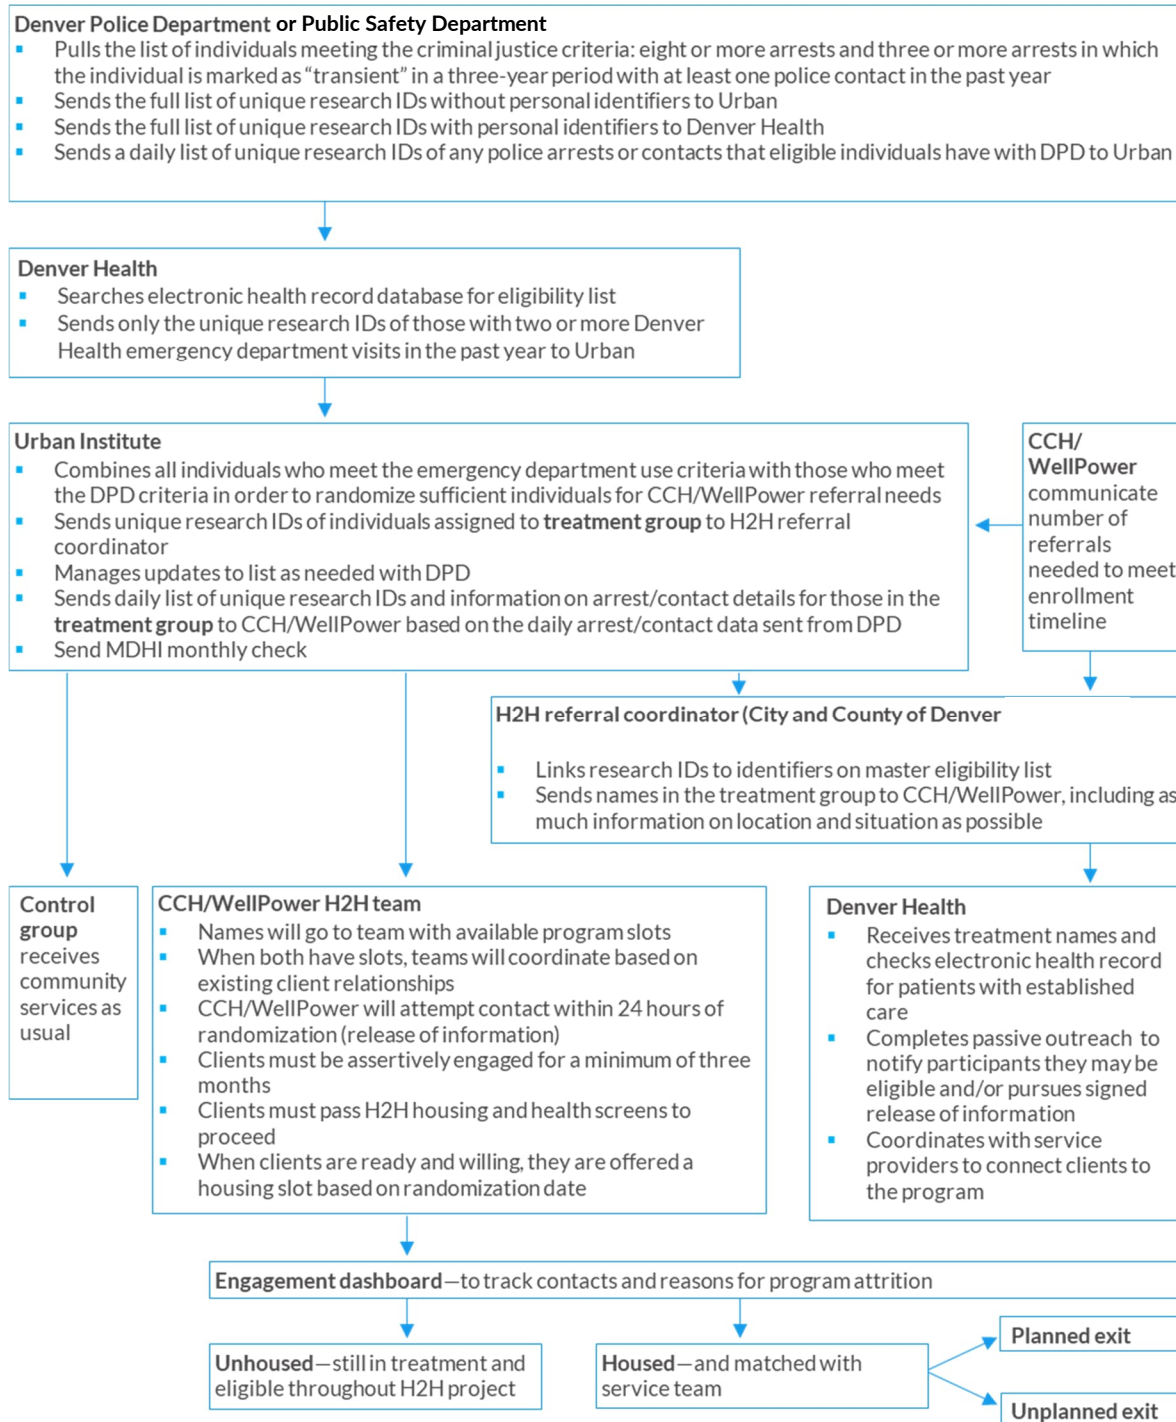 Denver Police Department or Public Safety Department
▪ Pulls the list of individuals meeting the criminal justice criteria: eight or more arrests and three or more arrests in which
the individual is marked as “transient” in a three-year period with at least one police contact in the past year
▪ Sends the full list of unique research IDs without personal identifiers to Urban
▪ Sends the full list of unique research IDs with personal identifiers to Denver Health
▪ Sends a daily list of unique research IDs of any police arrests or contacts that eligible individuals have with DPD to Urban
Denver Health
▪ Searches electronic health record database for eligibility list
▪ Sends only the unique research IDs of those with two or more Denver
Health emergency department visits in the past year to Urban
Urban Institute
▪ Combines all individuals who meet the emergency department use criteria with those who meet
the DPD criteria in order to randomize sufficient individuals for CCH/WellPower referral needs
▪ Sends unique research IDs of individuals assigned to treatment group to H2H referral
coordinator
▪ Manages updates to list as needed with DPD
▪ Sends daily list of unique research IDs and information on arrest/contact details for those in the
treatment group to CCH/WellPower based on the daily arrest/contact data sent from DPD
▪ Send MDHI monthly check
CCH/
WellPower
communicate
number of
referrals
needed to meet
enrollment
timeline
H2H referral coordinator (City and County of Denver
▪ Links research IDs to identifiers on master eligibility list
▪ Sends names in the treatment group to CCH/WellPower, including as
much information on location and situation as possible
Control
group
receives
community
services as
usual
CCH/WellPower H2H team
▪ Names will go to team with available program slots
▪ When both have slots, teams will coordinate based on
existing client relationships
▪ CCH/WellPower will attempt contact within 24 hours of
randomization (release of information)
▪ Clients must be assertively engaged for a minimum of three
months
▪ Clients must pass H2H housing and health screens to
proceed
▪ When clients are ready and willing, they are offered a
housing slot based on randomization date
Denver Health
▪ Receives treatment names and
checks electronic health record
for patients with established
care
▪ Completes passive outreach to
notify participants they may be
eligible and/or pursues signed
release of information
▪ Coordinates with service
providers to connect clients to
the program
Engagement dashboard—to track contacts and reasons for program attrition
Unhoused—still in treatment and
eligible throughout H2H project
Housed—and matched with
service team
Planned exit
Unplanned exit